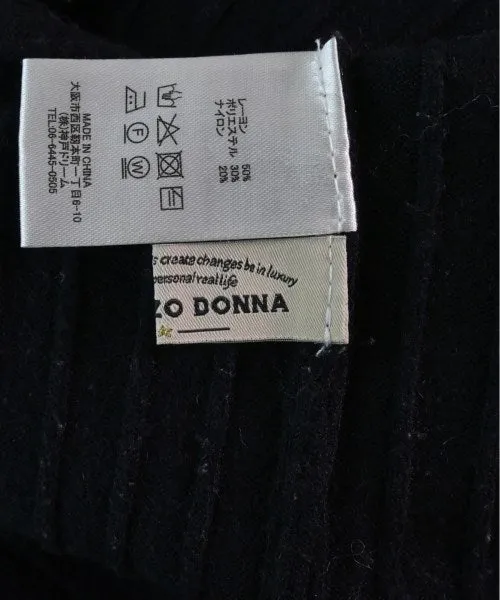 レーヨン 50%
ポリエステル 30%
ナイロン 20%
F
W
MADE IN CHINA
大阪市西区靭本町一丁目6-10
(株)神戸ドリーム
TEL06-6445-0505
s create changes be in luxury
personal real life
ZO DONNA